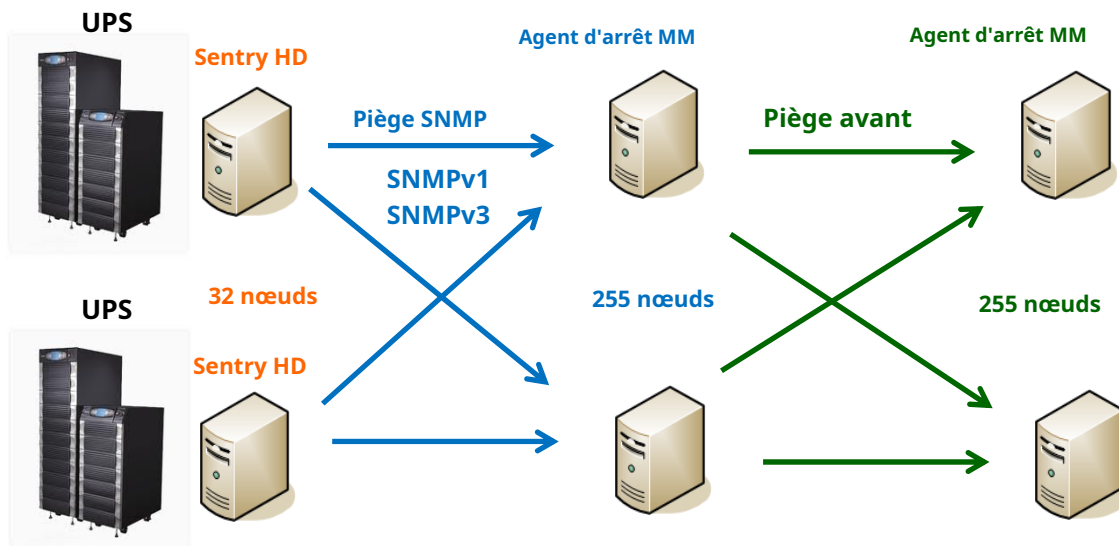 UPS
Sentry HD
Agent d'arrêt MM
Agent d'arrêt MM
Piège SNMP
Piège avant
SNMPv1
SNMPv3
32 nœuds
255 nœuds
255 nœuds
UPS
Sentry HD